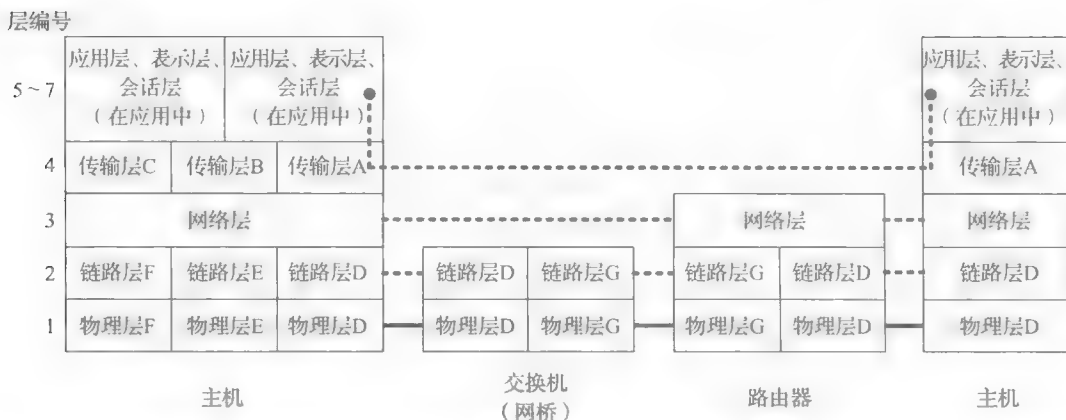 层编号
应用层、表示层、 应用层、表示层、 应用层、表示层、
5~7 会话层 会话层 会话层
（在应用中） （在应用中） （在应用中）
4 传输层C 传输层B 传输层A 传输层A
3 网络层 网络层 网络层
2 链路层F 链路层E 链路层D 链路层D 链路层G 链路层G 链路层D 链路层D
1 物理层F 物理层E 物理层D 物理层D 物理层G 物理层G 物理层D 物理层D
主机 交换机 路由器 主机
（网桥）